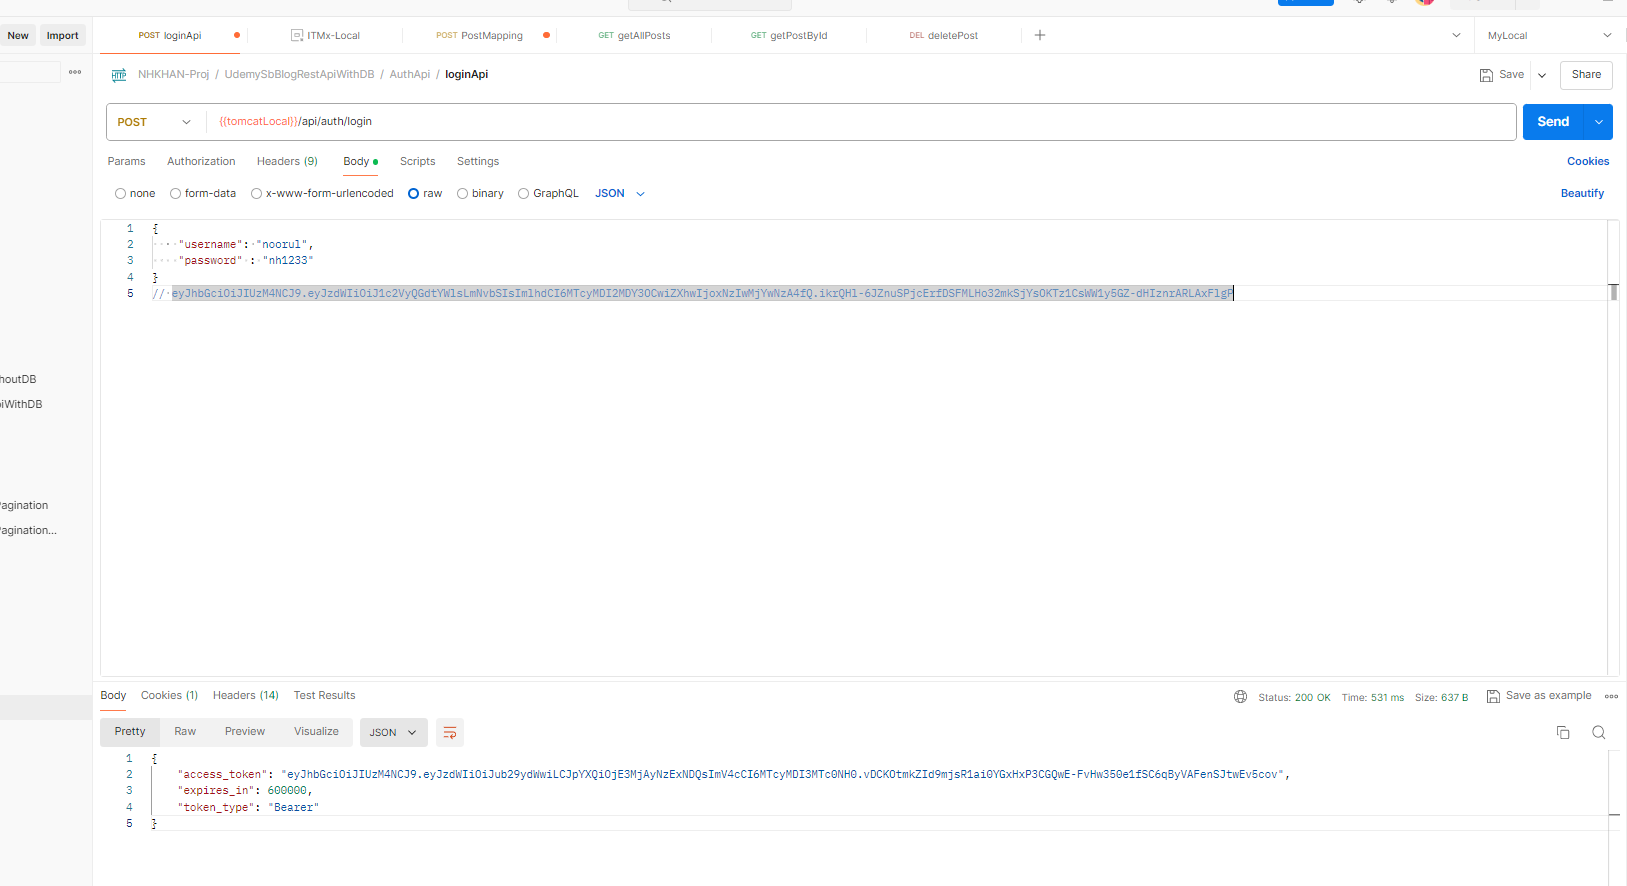 New Import POST loginApi ITMx-Local POST PostMapping GET getAllPosts GET getPostById DEL deletePost MyLocal
NHKHAN-Proj / UdemySbBlogRestApiWithDB / AuthApi / loginApi Save Share
POST {{tomcatLocal}}/api/auth/login Send
Params Authorization Headers (9) Body Scripts Settings Cookies
none form-data x-www-form-urlencoded raw binary GraphQL JSON Beautify
1 {
2 "username": "noorul",
3 "password" : "nh1233"
4 }
5 // eyJhbGciOiJIUzM4NCJ9.eyJzdWIiOiJ1c2VyQGdtYWlsLmNvbSIsImlhdCI6MTcyMDI2MDY3OCwiZXhwIjoxNzIwMjYwNzA4fQ.ikrQHl-6JZnuSPjcErfDSFMLHo32mkSjYsOKTz1CsWW1y5GZ-dHIznrARLAxFlgP
houtDB
iWithDB
agination
agination...
Body Cookies (1) Headers (14) Test Results Status: 200 OK Time: 531 ms Size: 637 B Save as example
Pretty Raw Preview Visualize JSON
1 {
2 "access_token": "eyJhbGciOiJIUzM4NCJ9.eyJzdWIiOiJub29ydWwiLCJpYXQiOjE3MjAyNzExNDQsImV4cCI6MTcyMDI3MTc0NH0.vDCKOtmkZId9mjsR1ai0YGxHxP3CGQwE-FvHw350e1fSC6qByVAFenSJtwEv5cov",
3 "expires_in": 600000,
4 "token_type": "Bearer"
5 }